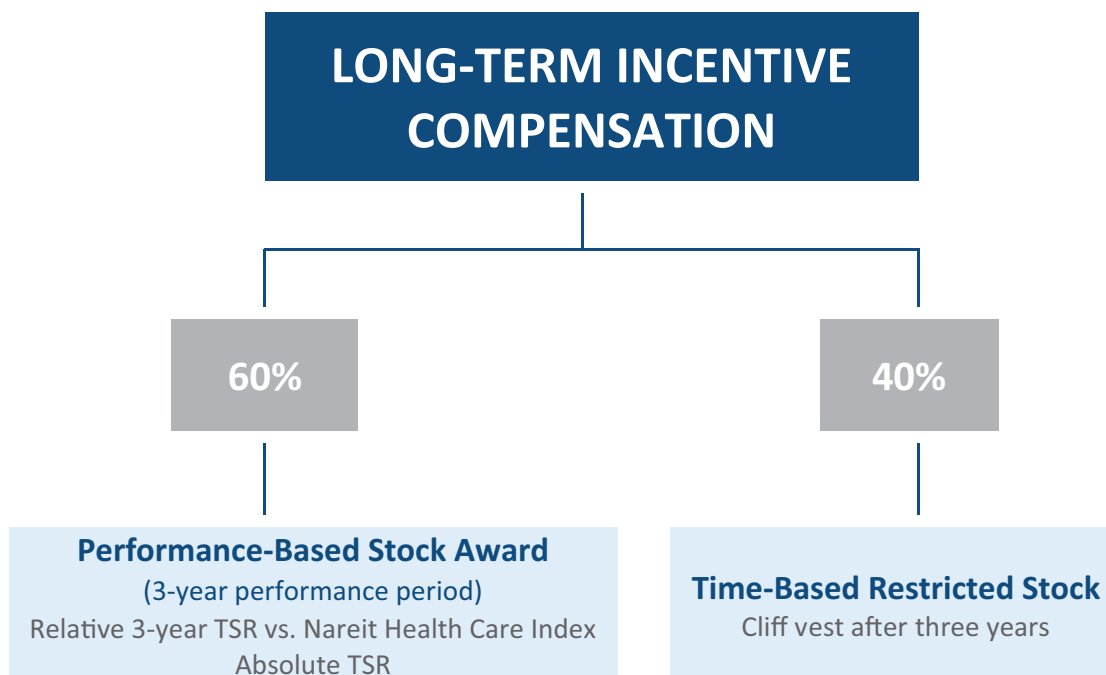 LONG-TERM INCENTIVE
COMPENSATION
60%
40%
Performance-Based Stock Award
(3-year performance period)
Relative 3-year TSR vs. Nareit Health Care Index
Absolute TSR
Time-Based Restricted Stock
Cliff vest after three years